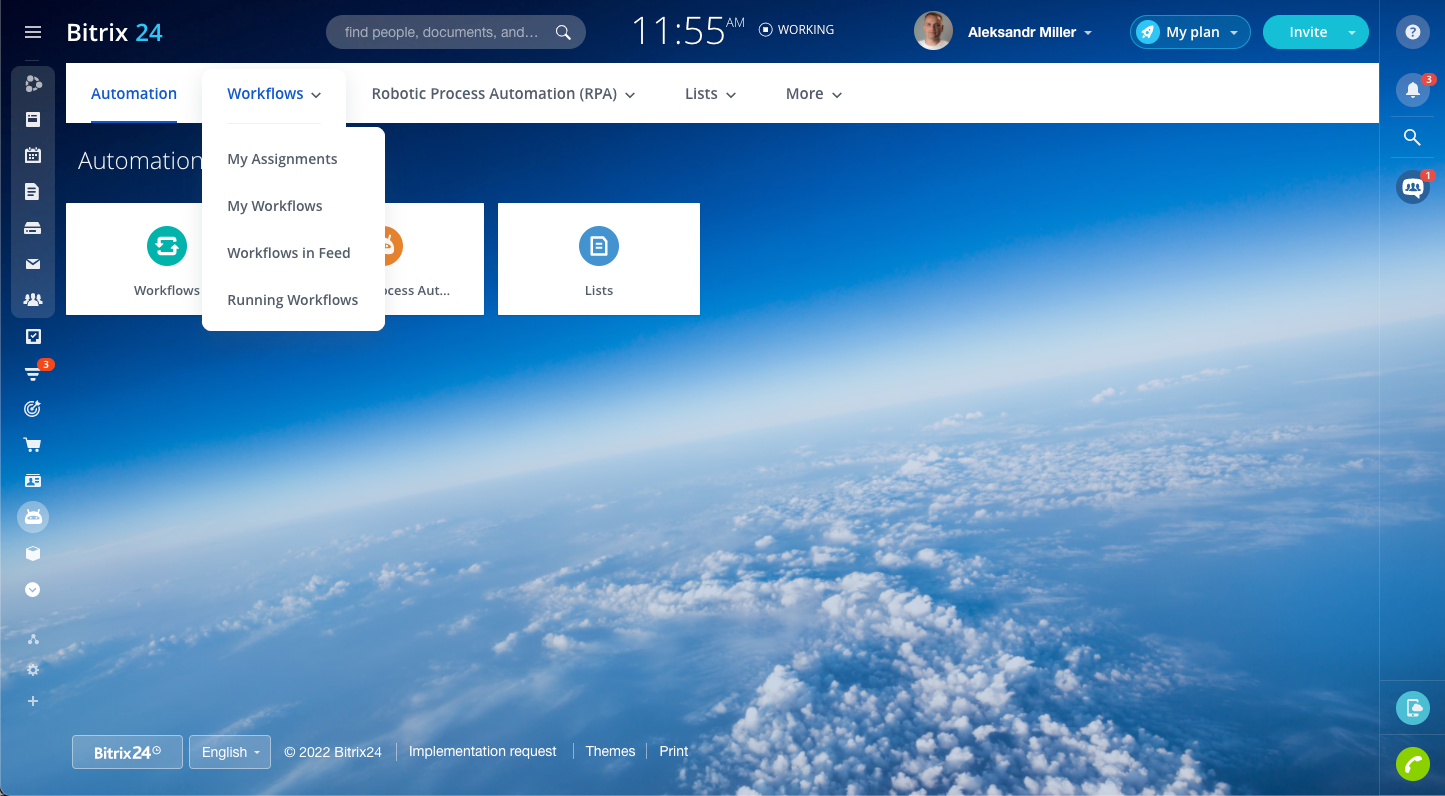 Bitrix 24
find people, documents, and...
11:55 AM
WORKING
Aleksandr Miller
My plan
Invite
?
Automation
Workflows
Robotic Process Automation (RPA)
Lists
More
3
My Assignments
My Workflows
Workflows in Feed
Running Workflows
1
Automation
Workflows
ocess Aut...
Lists
3
Bitrix24
English
© 2022 Bitrix24
Implementation request
Themes
Print